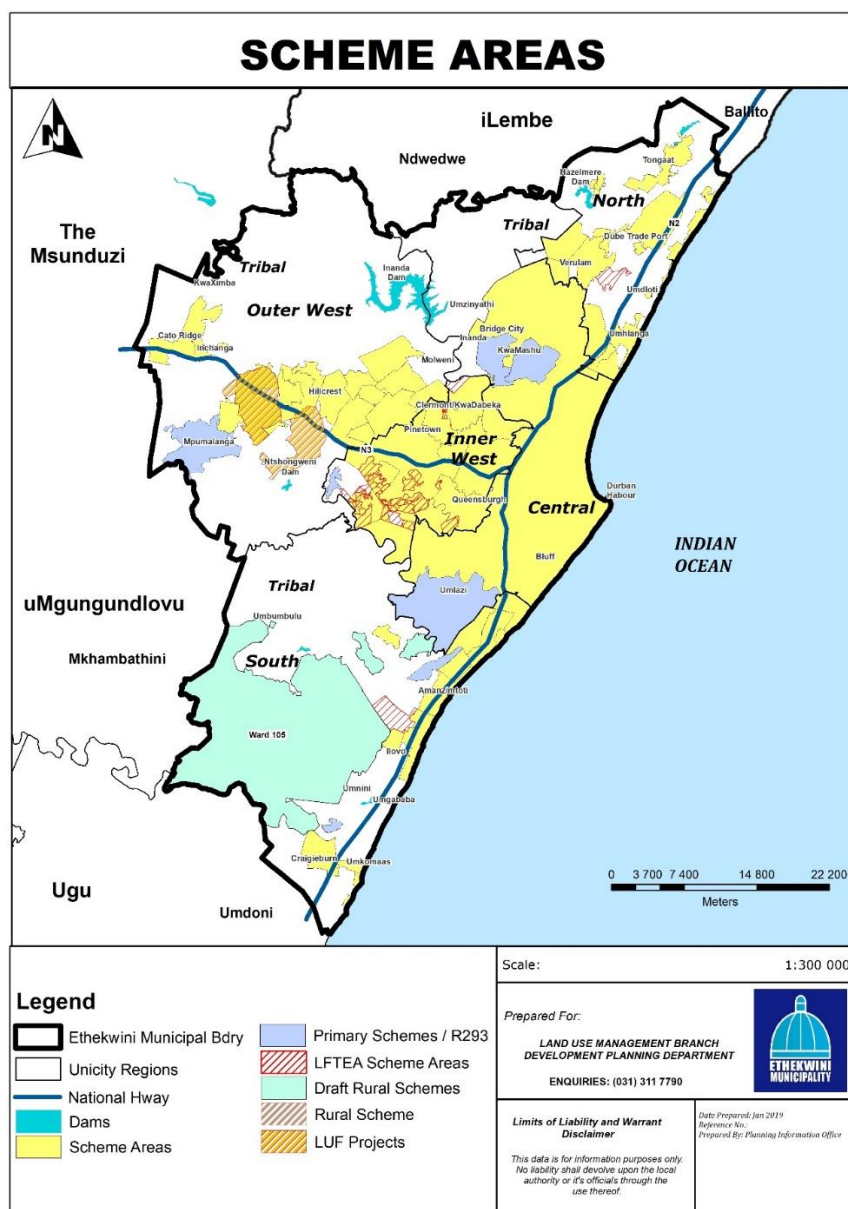 SCHEME AREAS
N
iLembe
Ballito
Ndwedwe
Tongaat
Hazelmere
Dam
North
The
Msunduzi
Tribal
N2
Dube Trade Port
Tribal
KwaXimba
Inanda
Dam
Verulam
Outer West
Umzinyathi
Umdloti
Bridge City
Inanda
Umhlanga
Cato Ridge
Inchanga
KwaMashu
Molweni
Hillcrest
Clermont/KwaDabeka
Pinetown
Mpumalanga
Inner
West
N3
Ntshongweni
Dam
Queensburgh
Central
Durban
Habour
INDIAN
OCEAN
Bluff
Tribal
Umlazi
uMgungundlovu
Umbumbulu
Mkhambathini
South
Amanzimtoti
Ward 105
Ilovo
Umnini
Umgababa
Craigieburn
Umkomaas
Ugu
Umdoni
0 3 700 7 400 14 800 22 200
Meters
Legend
Ethekwini Municipal Bdry
Unicity Regions
National Hway
Dams
Scheme Areas
Primary Schemes / R293
LFTEA Scheme Areas
Draft Rural Schemes
Rural Scheme
LUF Projects
Scale: 1:300 000
Prepared For:
LAND USE MANAGEMENT BRANCH
DEVELOPMENT PLANNING DEPARTMENT
ENQUIRIES: (031) 311 7790
ETHEKWINI
MUNICIPALITY
Limits of Liability and Warrant
Disclaimer
This data is for information purposes only.
No liability shall devolve upon the local
authority or it's officials through the
use thereof.
Date Prepared: Jan 2019
Reference No.:
Prepared By: Planning Information Office